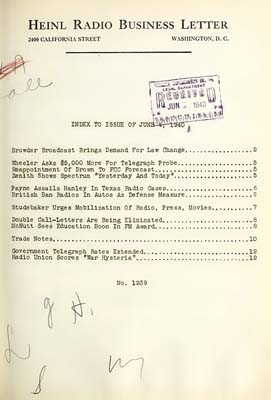 HEINL RADIO BUSINESS LETTER
2400 CALIFORNIA STREET WASHINGTON, D. C.
all
LEGAL DEPARTMENT
RECEIVED
JUN 5 1940
INDEX TO ISSUE OF JUNE 4, 1940
Browder Broadcast Brings Demand For Law Change.................2
Wheeler Asks $5,000 More For Telegraph Probe...................5
Reappointment Of Brown To FCC Forecast.........................5
Zenith Shows Spectrum "Yesterday And Today"....................5
Payne Assails Hanley In Texas Radio Cases......................6
British Ban Radios In Autos As Defense Measure.................6
Studebaker Urges Mobilization Of Radio, Press, Movies..........7
Double Call-Letters Are Being Eliminated.......................8
McNutt Sees Education Boon In FM Award.........................8
Trade Notes...................................................10
Government Telegraph Rates Extended...........................12
Radio Union Scores "War Hysteria".............................12
No. 1239